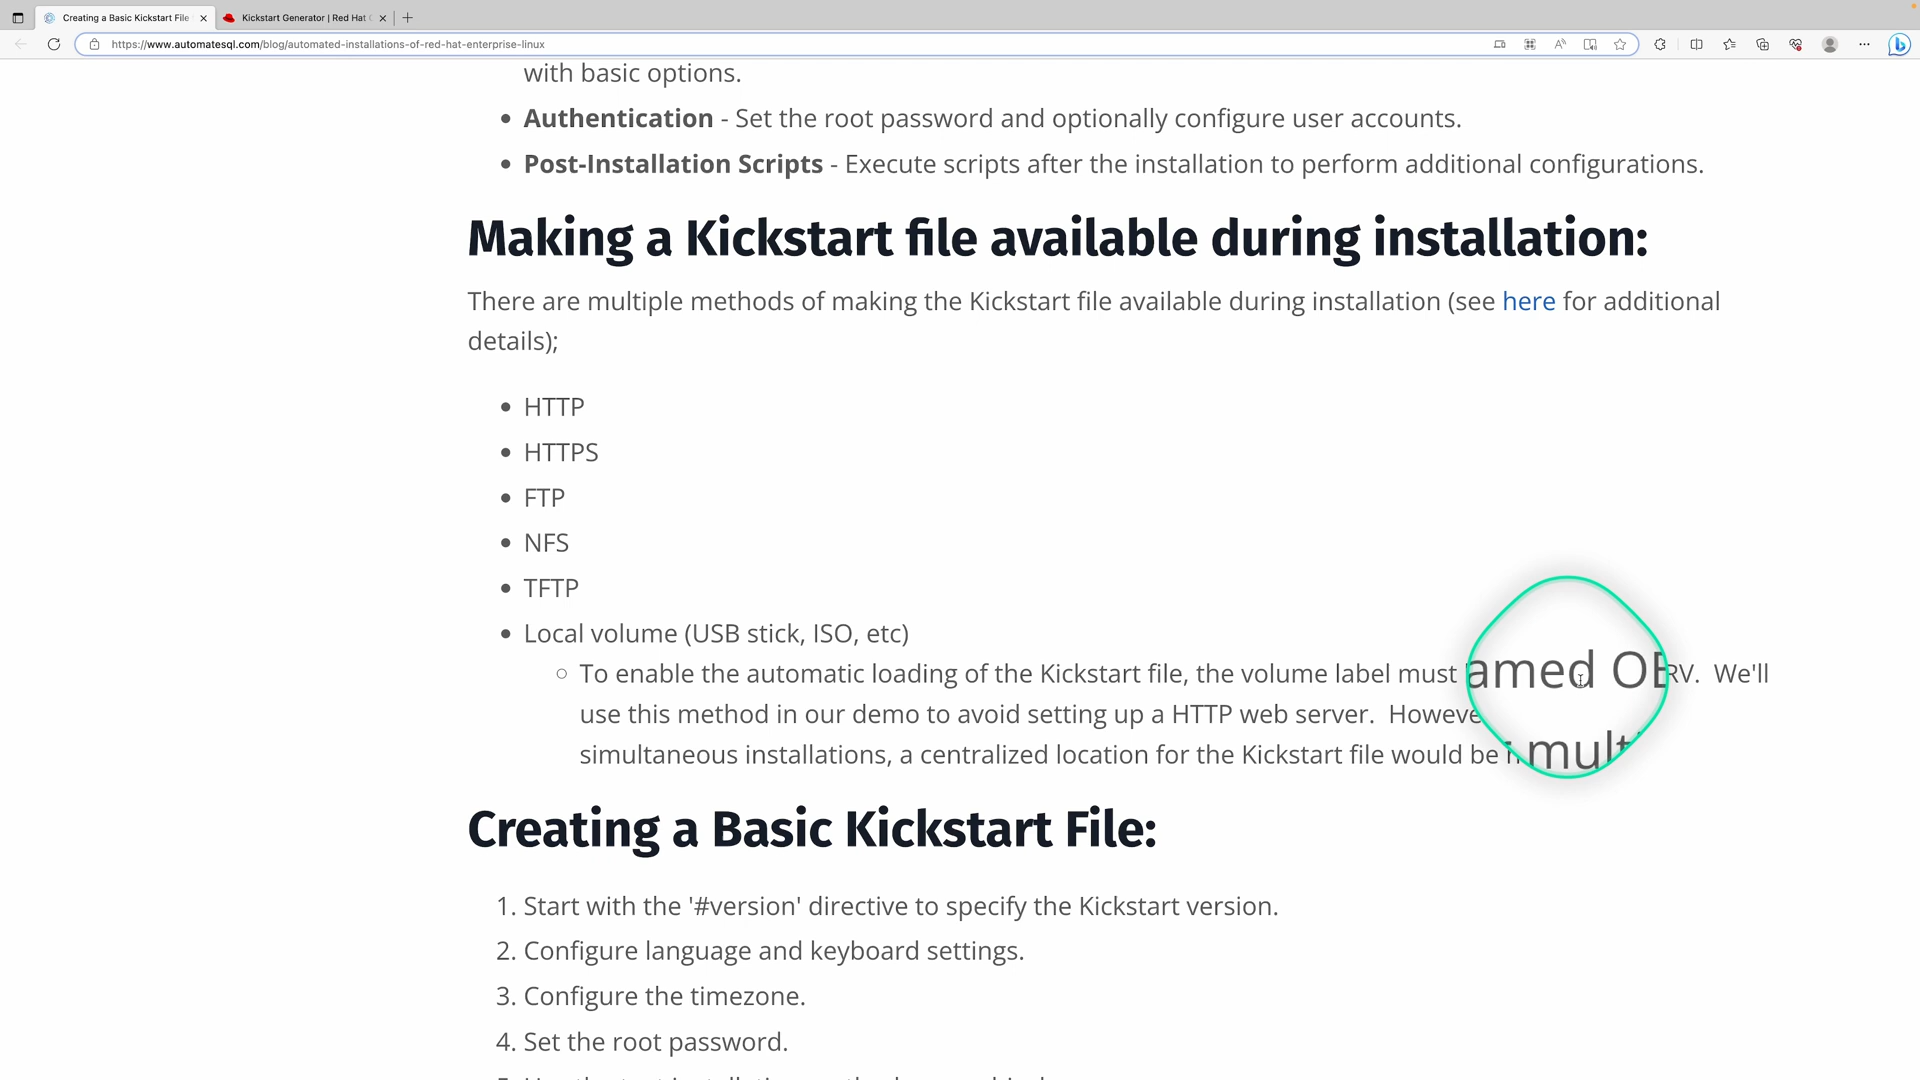 Creating a Basic Kickstart File
Kickstart Generator | Red Hat
https://www.automatesql.com/blog/automated-installations-of-red-hat-enterprise-linux
with basic options.
• Authentication - Set the root password and optionally configure user accounts.
• Post-Installation Scripts - Execute scripts after the installation to perform additional configurations.
Making a Kickstart file available during installation:
There are multiple methods of making the Kickstart file available during installation (see here for additional
details);
• HTTP
• HTTPS
• FTP
• NFS
• TFTP
• Local volume (USB stick, ISO, etc)
○ To enable the automatic loading of the Kickstart file, the volume label must amed OERV. We'll
use this method in our demo to avoid setting up a HTTP web server. Howeve
simultaneous installations, a centralized location for the Kickstart file would be mult
Creating a Basic Kickstart File:
1. Start with the '#version' directive to specify the Kickstart version.
2. Configure language and keyboard settings.
3. Configure the timezone.
4. Set the root password.